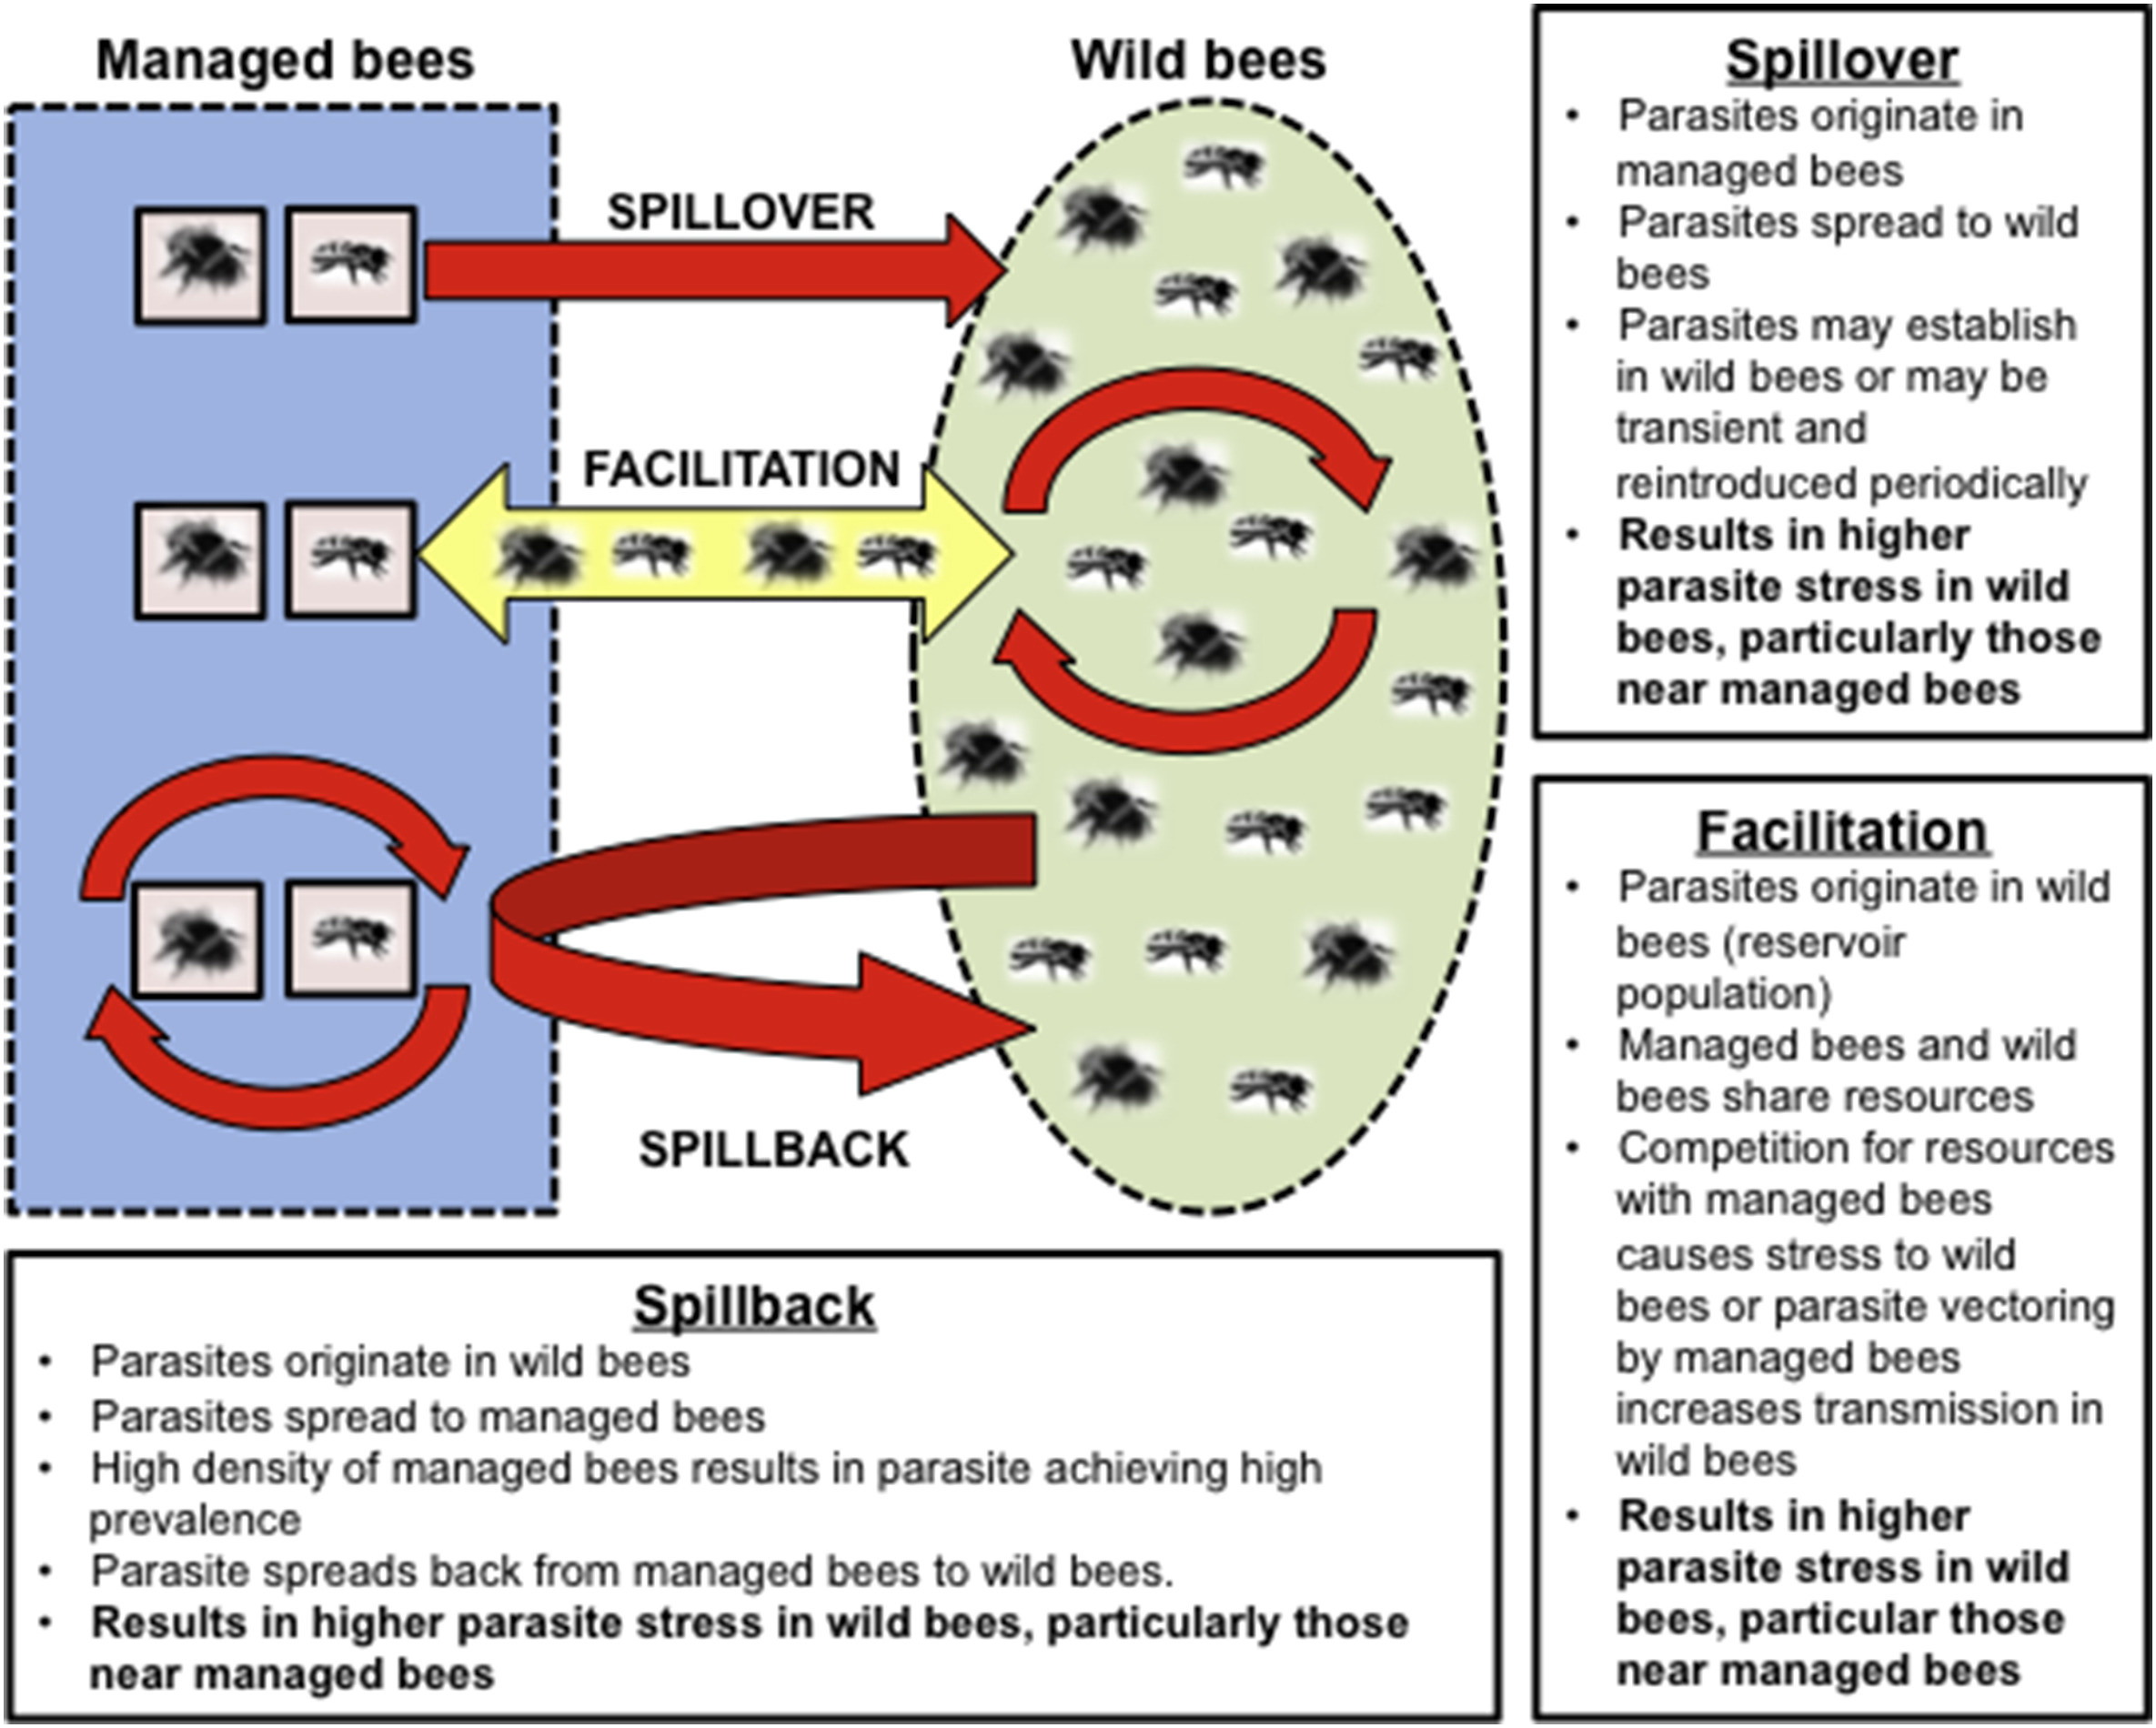 Managed bees
Wild bees
SPILLOVER
FACILITATION
SPILLBACK
Spillover
• Parasites originate in
managed bees
• Parasites spread to wild
bees
• Parasites may establish
in wild bees or may be
transient and
reintroduced periodically
• Results in higher
parasite stress in wild
bees, particularly those
near managed bees
Facilitation
• Parasites originate in wild
bees (reservoir
population)
• Managed bees and wild
bees share resources
• Competition for resources
with managed bees
causes stress to wild
bees or parasite vectoring
by managed bees
increases transmission in
wild bees
• Results in higher
parasite stress in wild
bees, particular those
near managed bees
Spillback
• Parasites originate in wild bees
• Parasites spread to managed bees
• High density of managed bees results in parasite achieving high
prevalence
• Parasite spreads back from managed bees to wild bees.
• Results in higher parasite stress in wild bees, particularly those
near managed bees